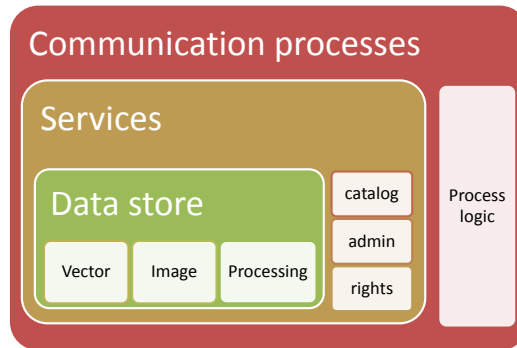 Communication processes
Services
Data store
Vector
Image
Processing
catalog
admin
rights
Process
logic